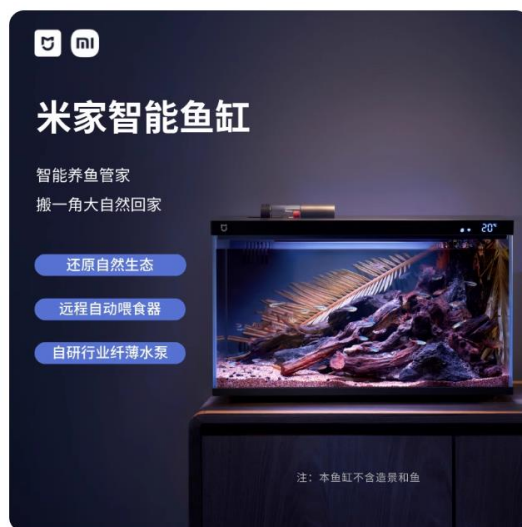 米家智能鱼缸
智能养鱼管家
搬一角大自然回家
还原自然生态
远程自动喂食器
自研行业纤薄水泵
20°
注：本鱼缸不含造景和鱼